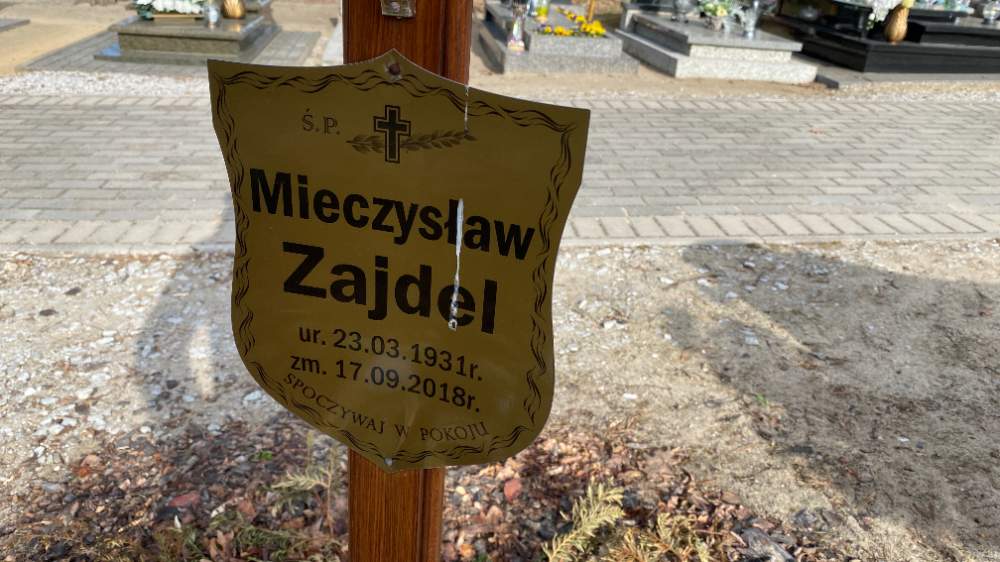 Ś.P.
Mieczysław
Zajdel
ur. 23.03.1931r.
zm. 17.09.2018r.
SPOCZYWAJ W POKOJU